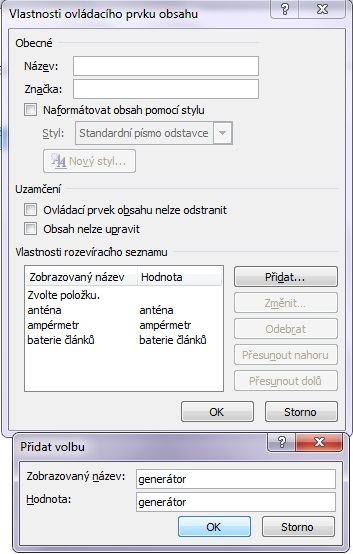 Vlastnosti ovládacího prvku obsahu
Obecné
Název:
Značka:
Naformátovat obsah pomocí stylu
Styl: Standardní písmo odstavce
Nový styl...
Uzamčení
Ovládací prvek obsahu nelze odstranit
Obsah nelze upravit
Vlastnosti rozevíracího seznamu
Zobrazovaný název Hodnota
Zvolte položku.
anténa anténa
ampérmetr ampérmetr
baterie článků baterie článků
Přidat...
Změnit...
Odebrat
Přesunout nahoru
Přesunout dolů
OK Storno
Přidat volbu
Zobrazovaný název: generátor
Hodnota: generátor
OK Storno